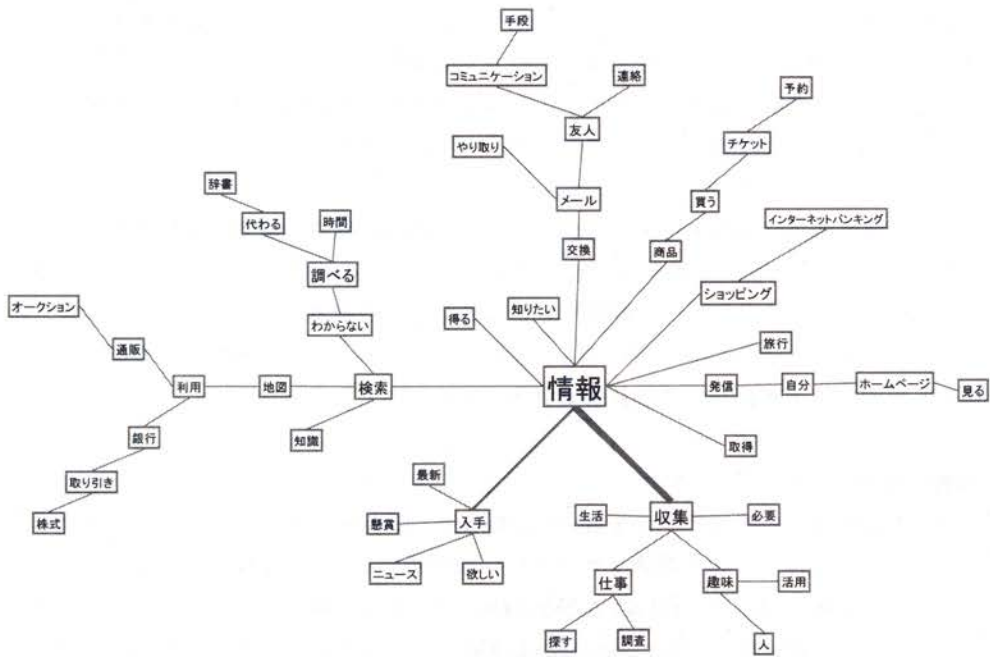 手段
コミュニケーション
連絡
予約
友人
チケット
やり取り
辞書
メール
買う
代わる
時間
インターネットバンキング
交換
商品
調べる
ショッピング
オークション
知りたい
得る
わからない
旅行
通販
利用
地図
検索
情報
発信
自分
ホームページ
見る
銀行
知識
取得
取り引き
最新
株式
懸賞
入手
生活
収集
必要
ニュース
欲しい
仕事
趣味
活用
探す
調査
人